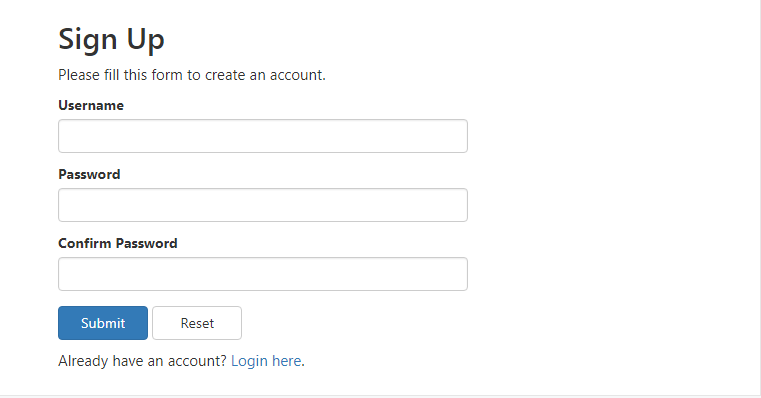 Sign Up
Please fill this form to create an account.
Username
Password
Confirm Password
Submit Reset
Already have an account? Login here.